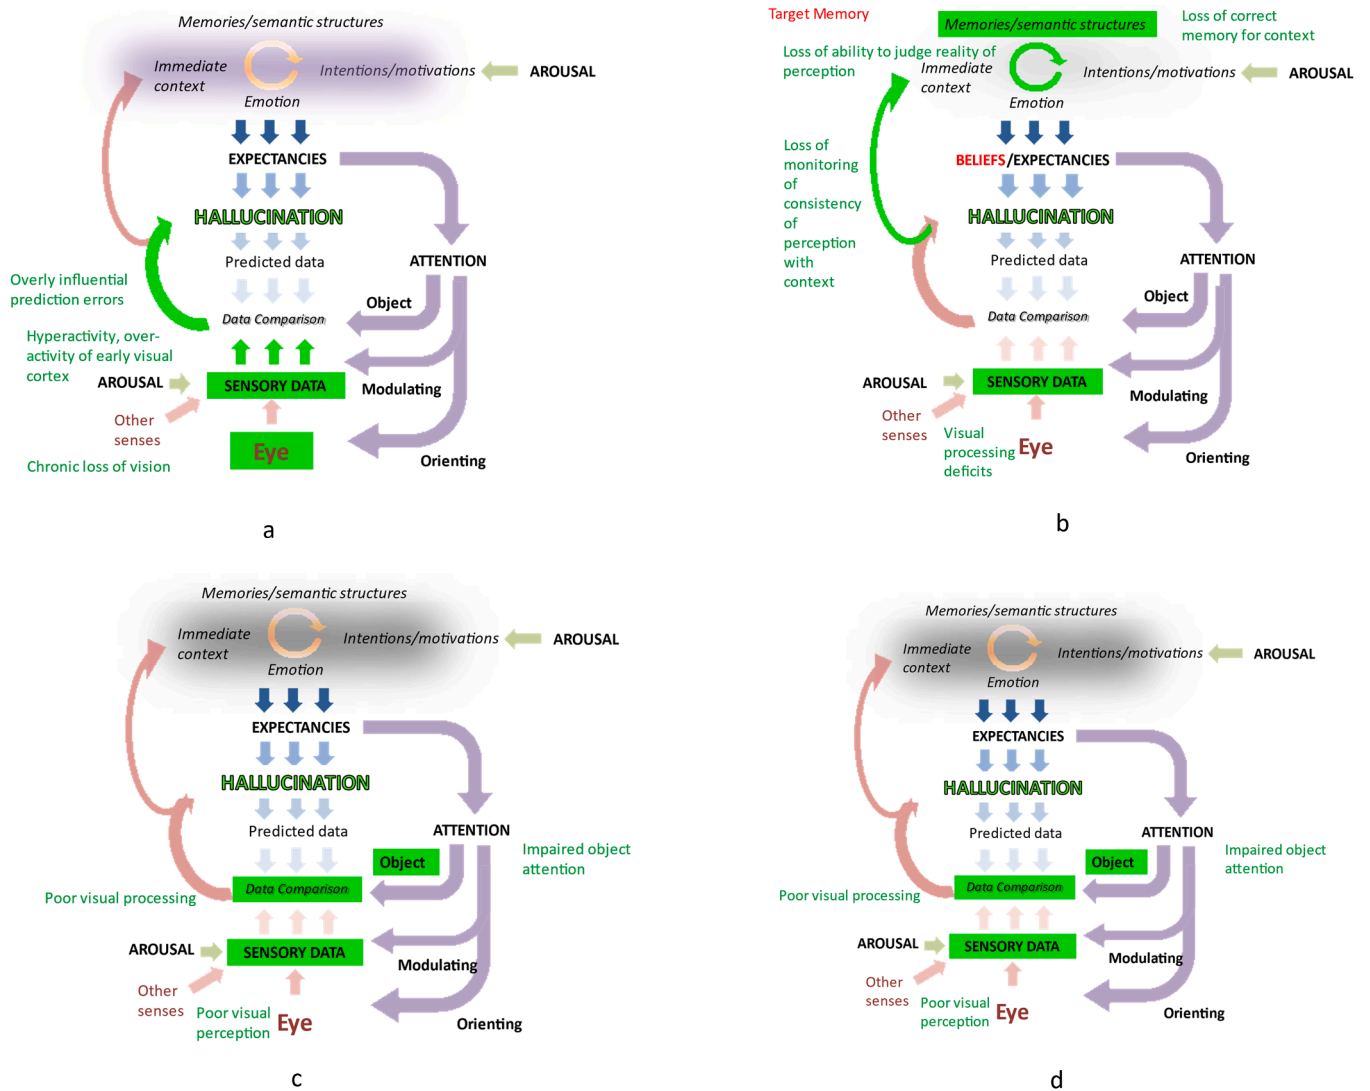 Memories/semantic structures
Immediate
context
Intentions/motivations
AROUSAL
Emotion
EXPECTANCIES
HALLUCINATION
Predicted data
ATTENTION
Overly influential
prediction errors
Object
Data Comparison
Hyperactivity, over-
activity of early visual
cortex
AROUSAL
SENSORY DATA
Modulating
Other
senses
Eye
Chronic loss of vision
Orienting
a
Target Memory
Memories/semantic structures
Loss of correct
memory for context
Loss of ability to judge reality of
perception
Immediate
context
Intentions/motivations
AROUSAL
Emotion
Loss of
monitoring
of
consistency
of
perception
with
context
BELIEFS/EXPECTANCIES
HALLUCINATION
Predicted data
ATTENTION
Object
Data Comparison
AROUSAL
SENSORY DATA
Modulating
Other
senses
Visual
processing
deficits
Eye
Orienting
b
Memories/semantic structures
Immediate
context
Intentions/motivations
AROUSAL
Emotion
EXPECTANCIES
HALLUCINATION
Predicted data
ATTENTION
Object
Impaired object
attention
Poor visual processing
Data Comparison
AROUSAL
SENSORY DATA
Modulating
Other
senses
Poor visual
perception
Eye
Orienting
c
Memories/semantic structures
Immediate
context
Intentions/motivations
AROUSAL
Emotion
EXPECTANCIES
HALLUCINATION
Predicted data
ATTENTION
Object
Impaired object
attention
Poor visual processing
Data Comparison
AROUSAL
SENSORY DATA
Modulating
Other
senses
Poor visual
perception
Eye
Orienting
d